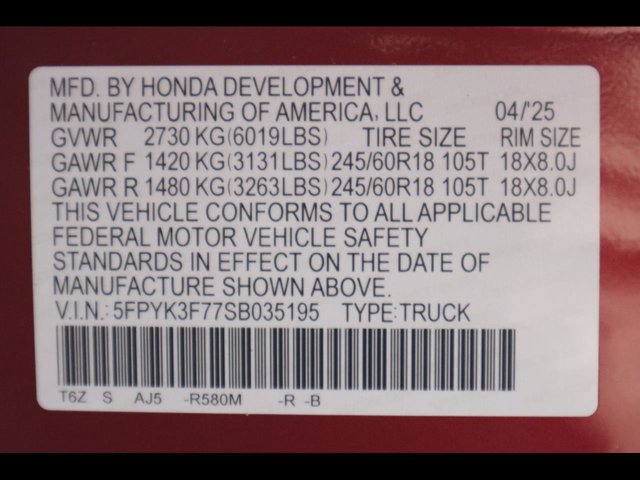 MFD. BY HONDA DEVELOPMENT &
MANUFACTURING OF AMERICA, LLC 04/'25
GVWR 2730 KG(6019LBS) TIRE SIZE RIM SIZE
GAWR F 1420 KG(3131LBS) 245/60R18 105T 18X8.0J
GAWR R 1480 KG(3263LBS) 245/60R18 105T 18X8.0J
THIS VEHICLE CONFORMS TO ALL APPLICABLE
FEDERAL MOTOR VEHICLE SAFETY
STANDARDS IN EFFECT ON THE DATE OF
MANUFACTURE SHOWN ABOVE.
V.I.N.: 5FPYK3F77SB035195 TYPE: TRUCK
T6Z S AJ5 -R580M -R -B